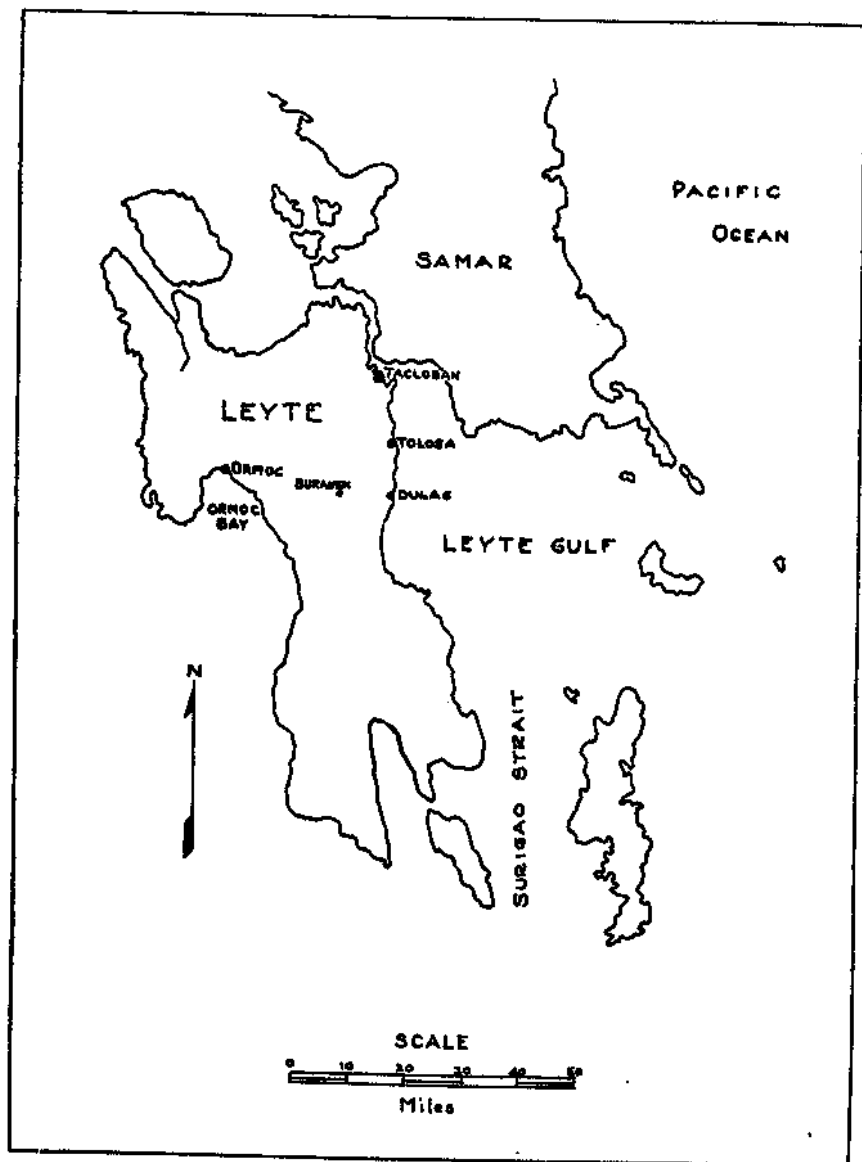 PACIFIC
OCEAN
SAMAR
TACLOBAN
LEYTE
TOLOSA
ORMOC
DULAG
ORMOC
BAY
LEYTE GULF
N
SURIGAO STRAIT
SCALE
0 10 20 30 40 50
Miles